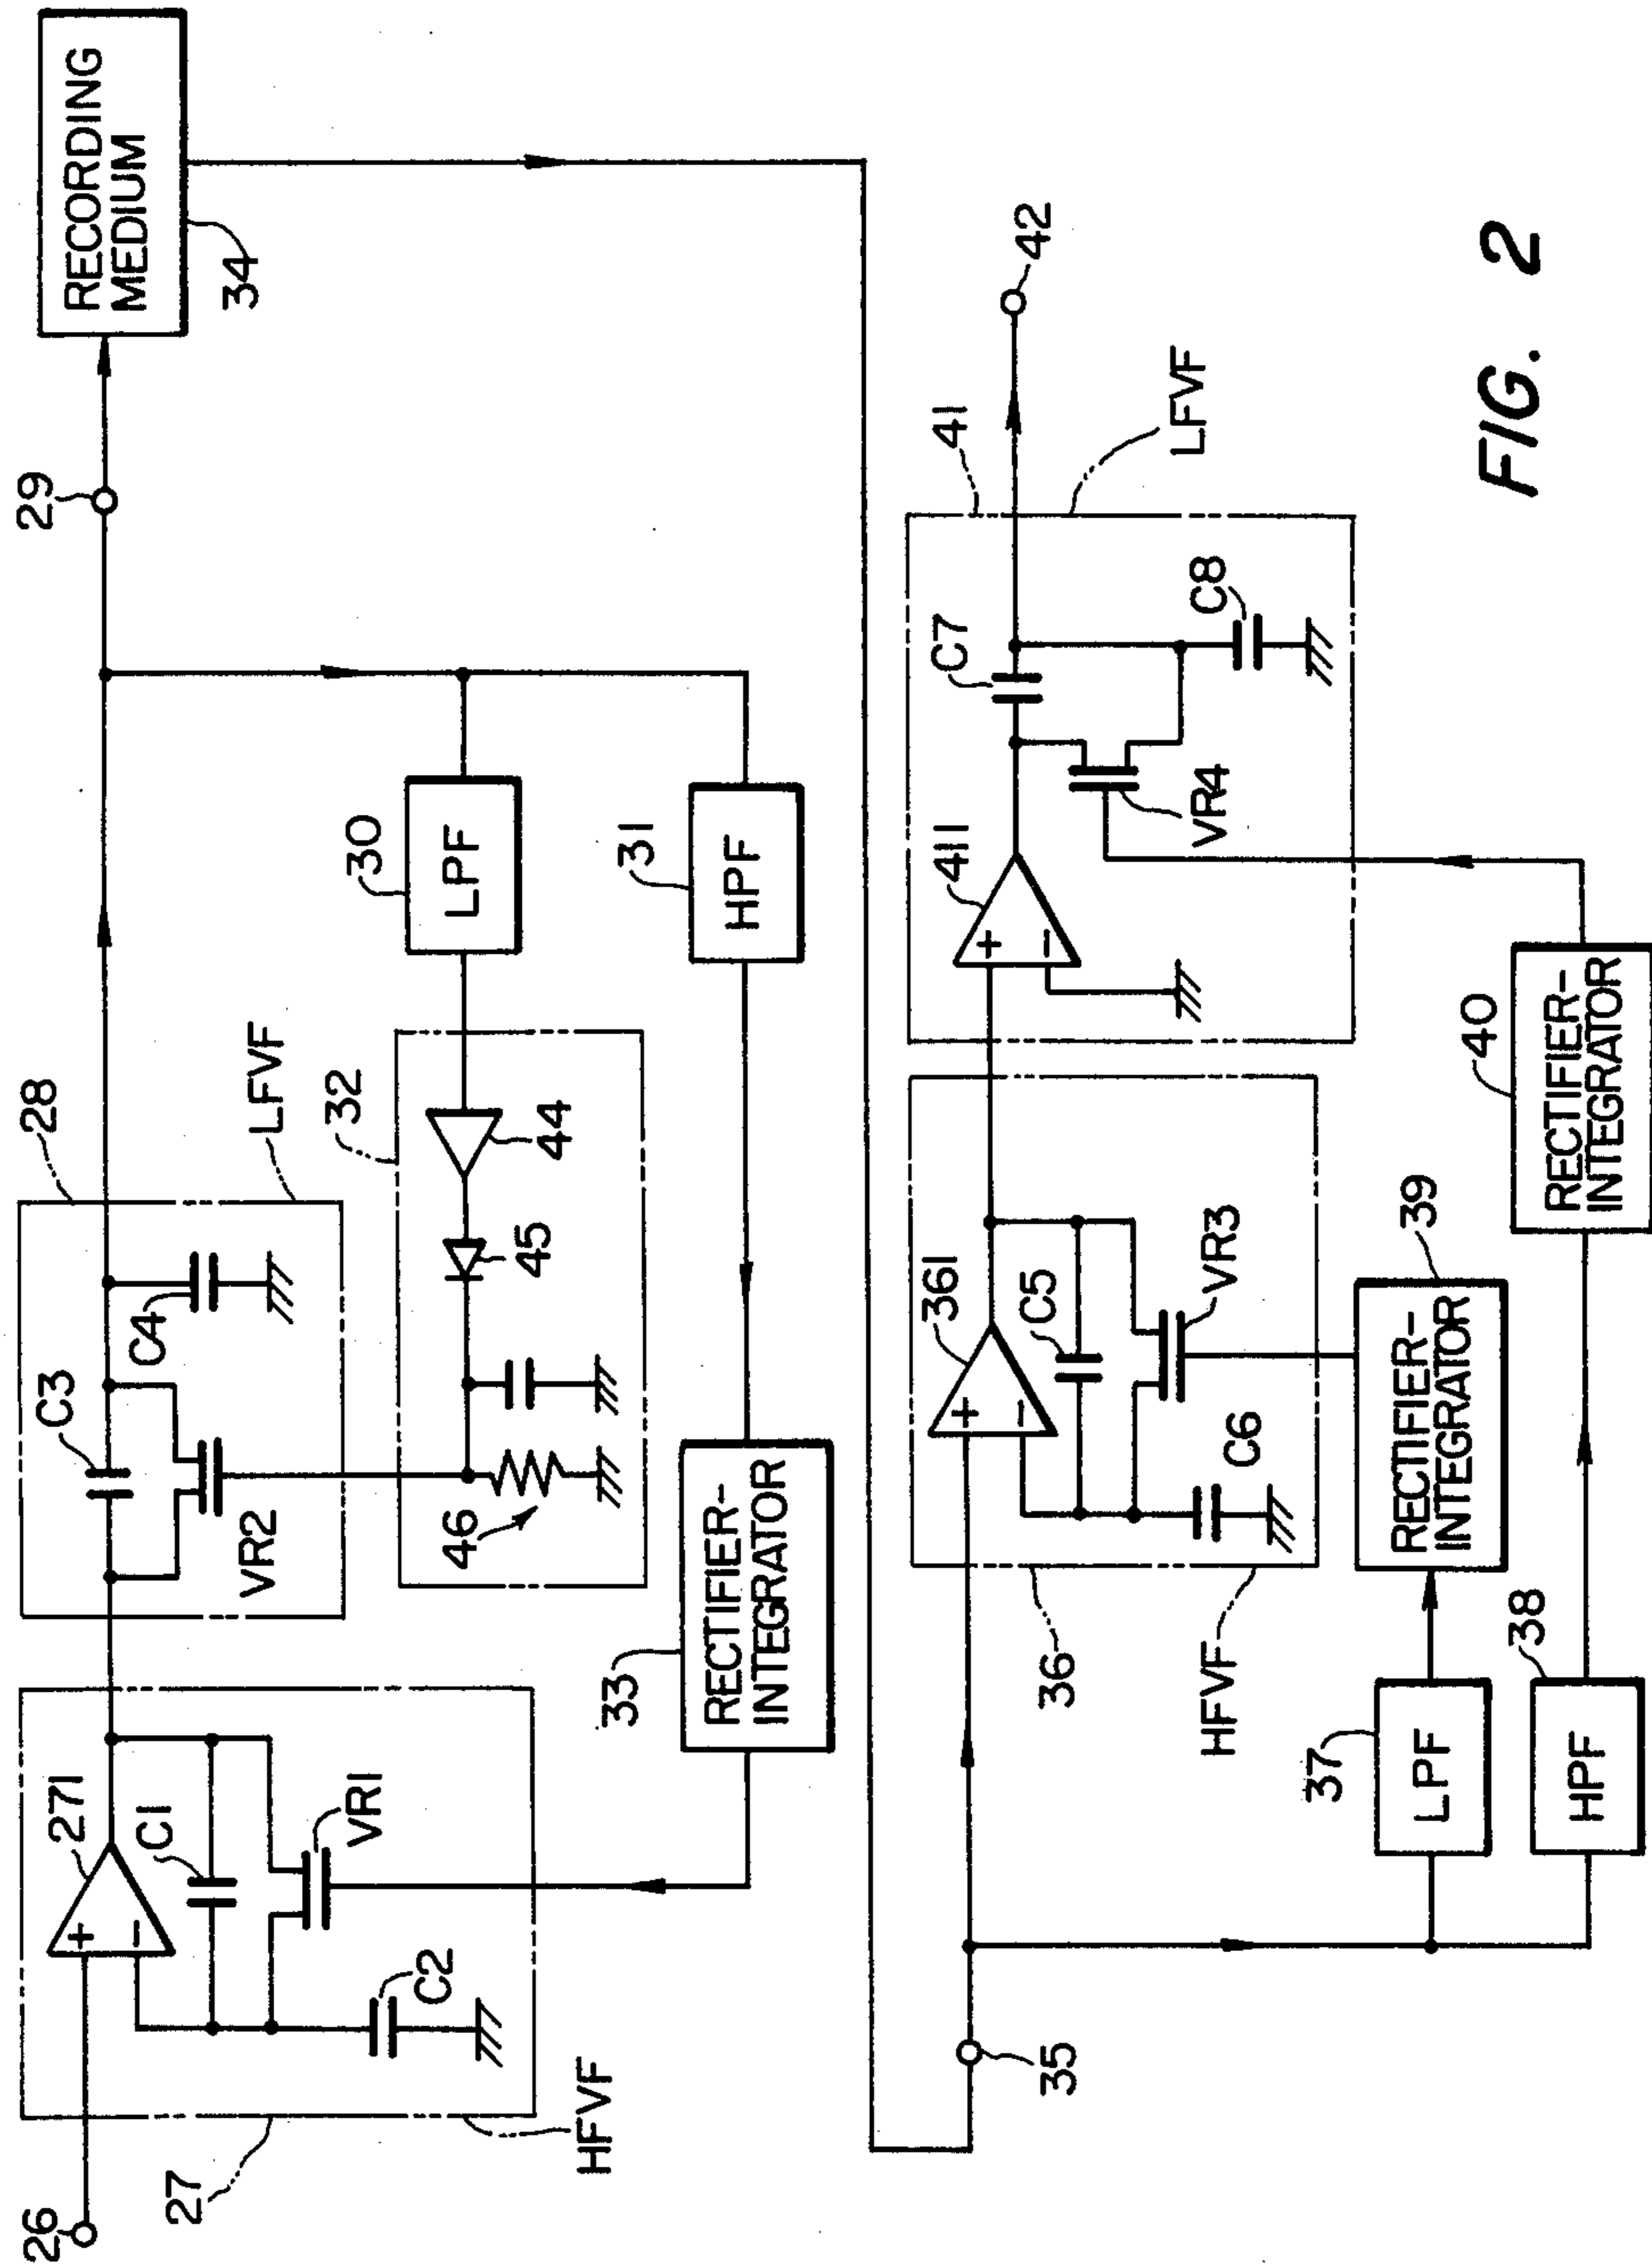 RECORDING
MEDIUM
34
29
28
LFVF
C3
C4
VR2
271
C1
VR1
C2
26
27
HFVF
30
LPF
31
HPF
32
44
45
46
33
RECTIFIER-
INTEGRATOR
42
41
LFVF
C7
C8
411
VR4
361
C5
VR3
C6
36
HFVF
40
RECTIFIER-
INTEGRATOR
39
RECTIFIER-
INTEGRATOR
37
LPF
38
HPF
35
+
−
+
−
+
−
FIG. 2